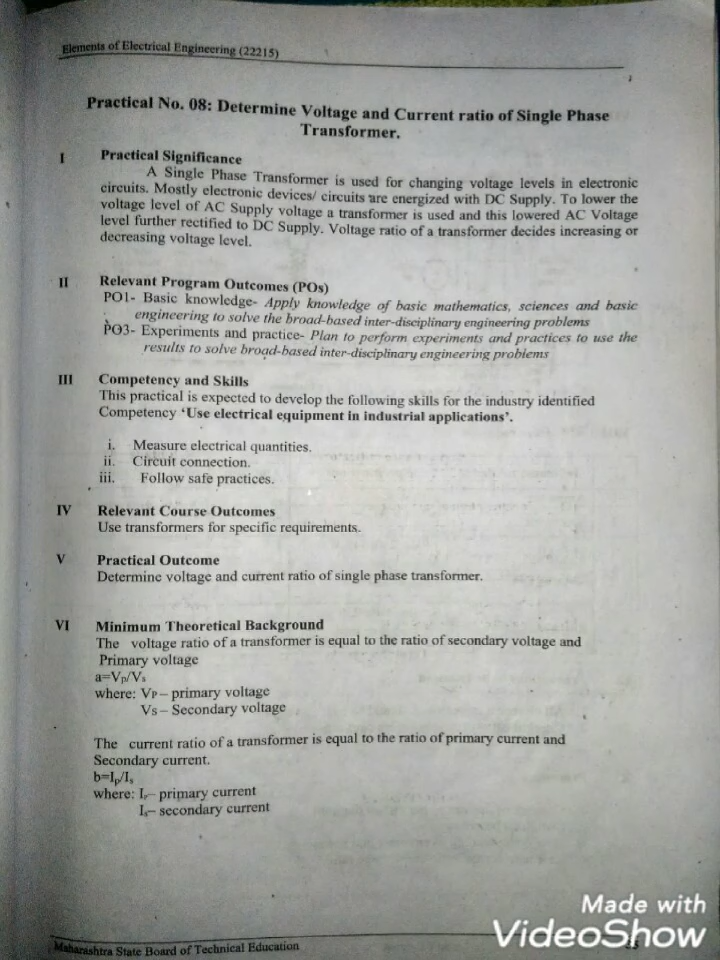 Elements of Electrical Engineering (22215)
Practical No. 08: Determine Voltage and Current ratio of Single Phase
Transformer.
I Practical Significance
A Single Phase Transformer is used for changing voltage levels in electronic
circuits. Mostly electronic devices/ circuits are energized with DC Supply. To lower the
voltage level of AC Supply voltage a transformer is used and this lowered AC Voltage
level further rectified to DC Supply. Voltage ratio of a transformer decides increasing or
decreasing voltage level.
II Relevant Program Outcomes (POs)
PO1- Basic knowledge- Apply knowledge of basic mathematics, sciences and basic
engineering to solve the broad-based inter-disciplinary engineering problems
PO3- Experiments and practice- Plan to perform experiments and practices to use the
results to solve broad-based inter-disciplinary engineering problems
III Competency and Skills
This practical is expected to develop the following skills for the industry identified
Competency ‘Use electrical equipment in industrial applications’.
i. Measure electrical quantities.
ii. Circuit connection.
iii. Follow safe practices.
IV Relevant Course Outcomes
Use transformers for specific requirements.
V Practical Outcome
Determine voltage and current ratio of single phase transformer.
VI Minimum Theoretical Background
The voltage ratio of a transformer is equal to the ratio of secondary voltage and
Primary voltage
a=Vp/Vs
where: VP – primary voltage
VS – Secondary voltage
The current ratio of a transformer is equal to the ratio of primary current and
Secondary current.
b=Ip/Is
where: I – primary current
Is– secondary current
Maharashtra State Board of Technical Education
Made with
VideoShow